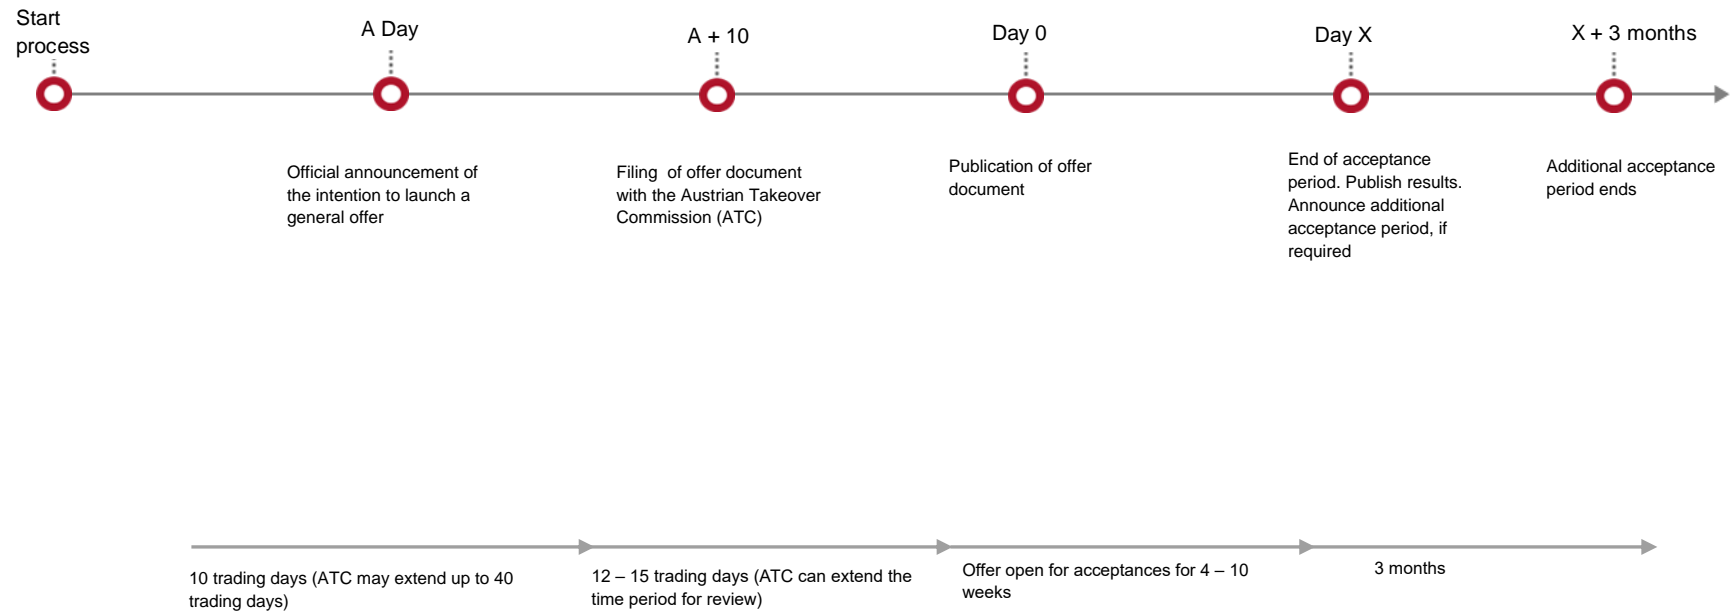 Start
process
A Day
A + 10
Day 0
Day X
X + 3 months
Official announcement of
the intention to launch a
general offer
Filing of offer document
with the Austrian Takeover
Commission (ATC)
Publication of offer
document
End of acceptance
period. Publish results.
Announce additional
acceptance period, if
required
Additional acceptance
period ends
10 trading days (ATC may extend up to 40
trading days)
12 – 15 trading days (ATC can extend the
time period for review)
Offer open for acceptances for 4 – 10
weeks
3 months